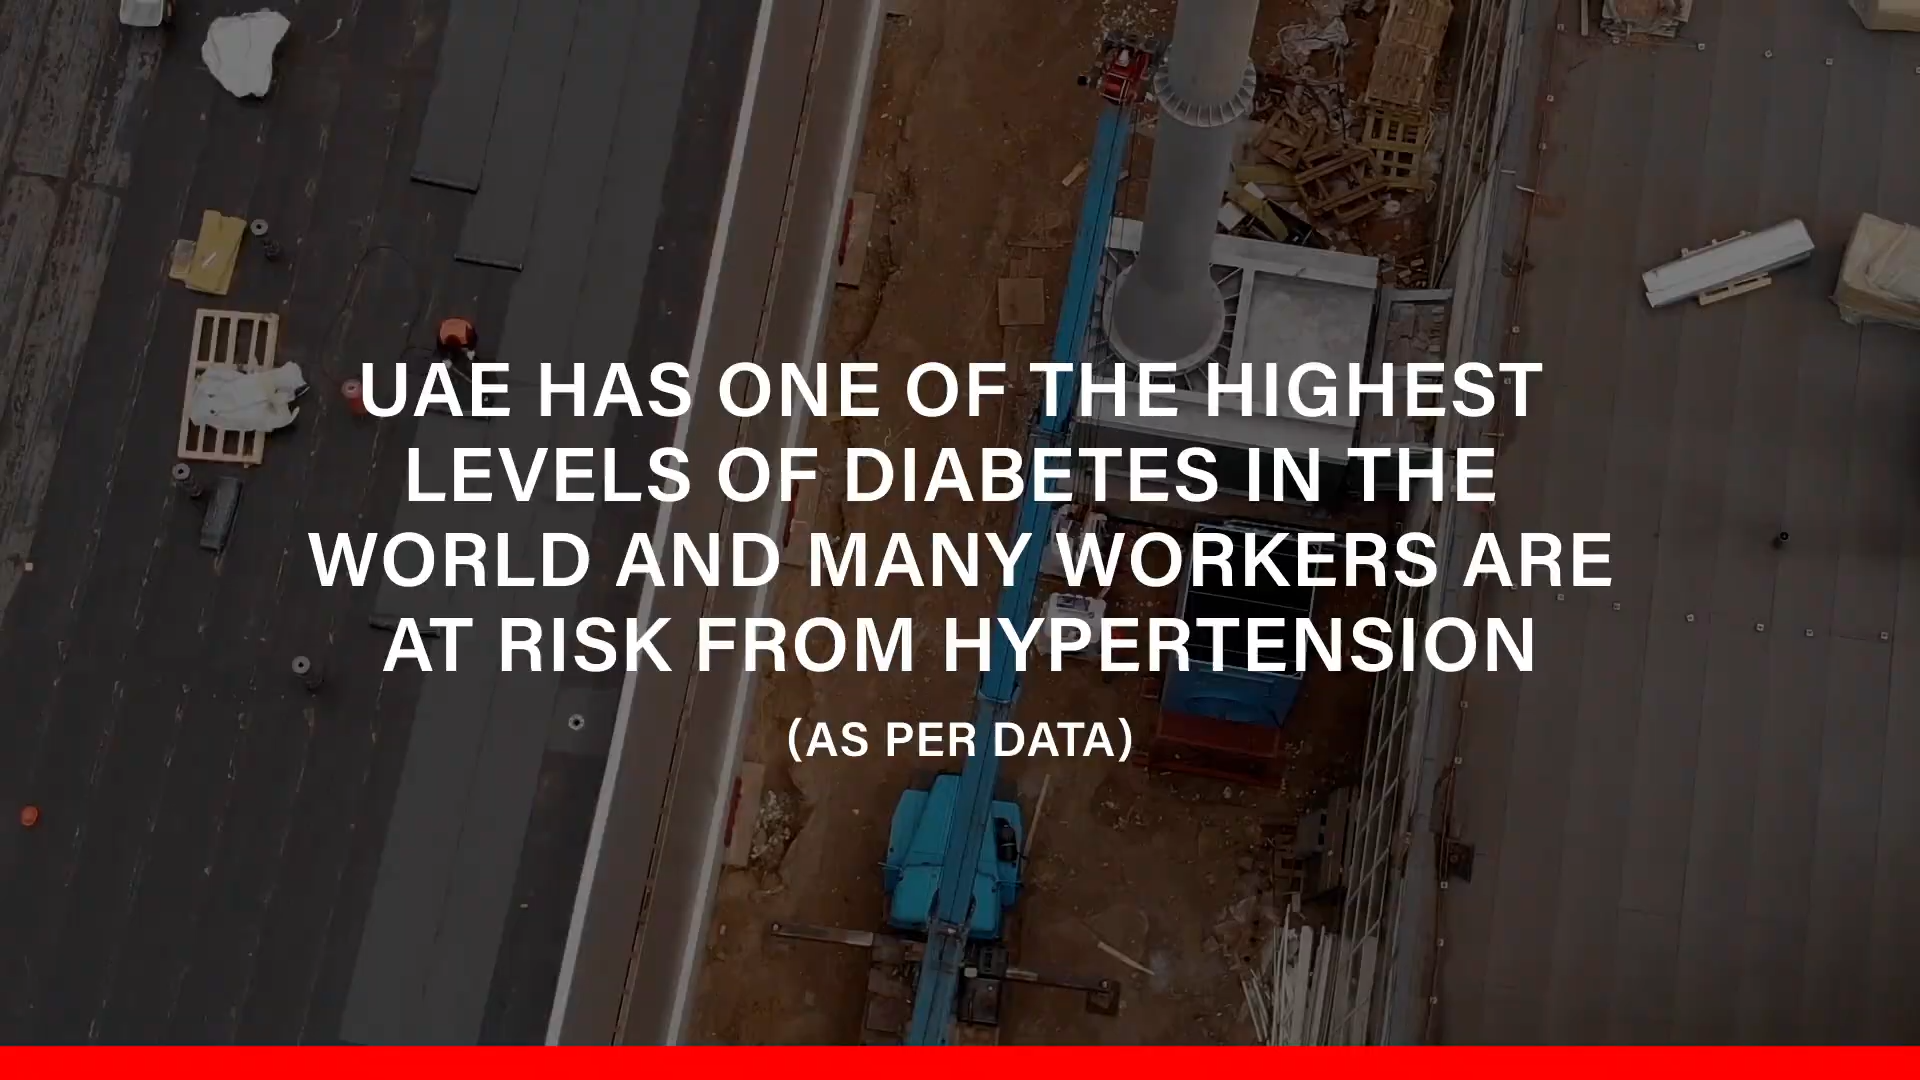 UAE HAS ONE OF THE HIGHEST
LEVELS OF DIABETES IN THE
WORLD AND MANY WORKERS ARE
AT RISK FROM HYPERTENSION
(AS PER DATA)